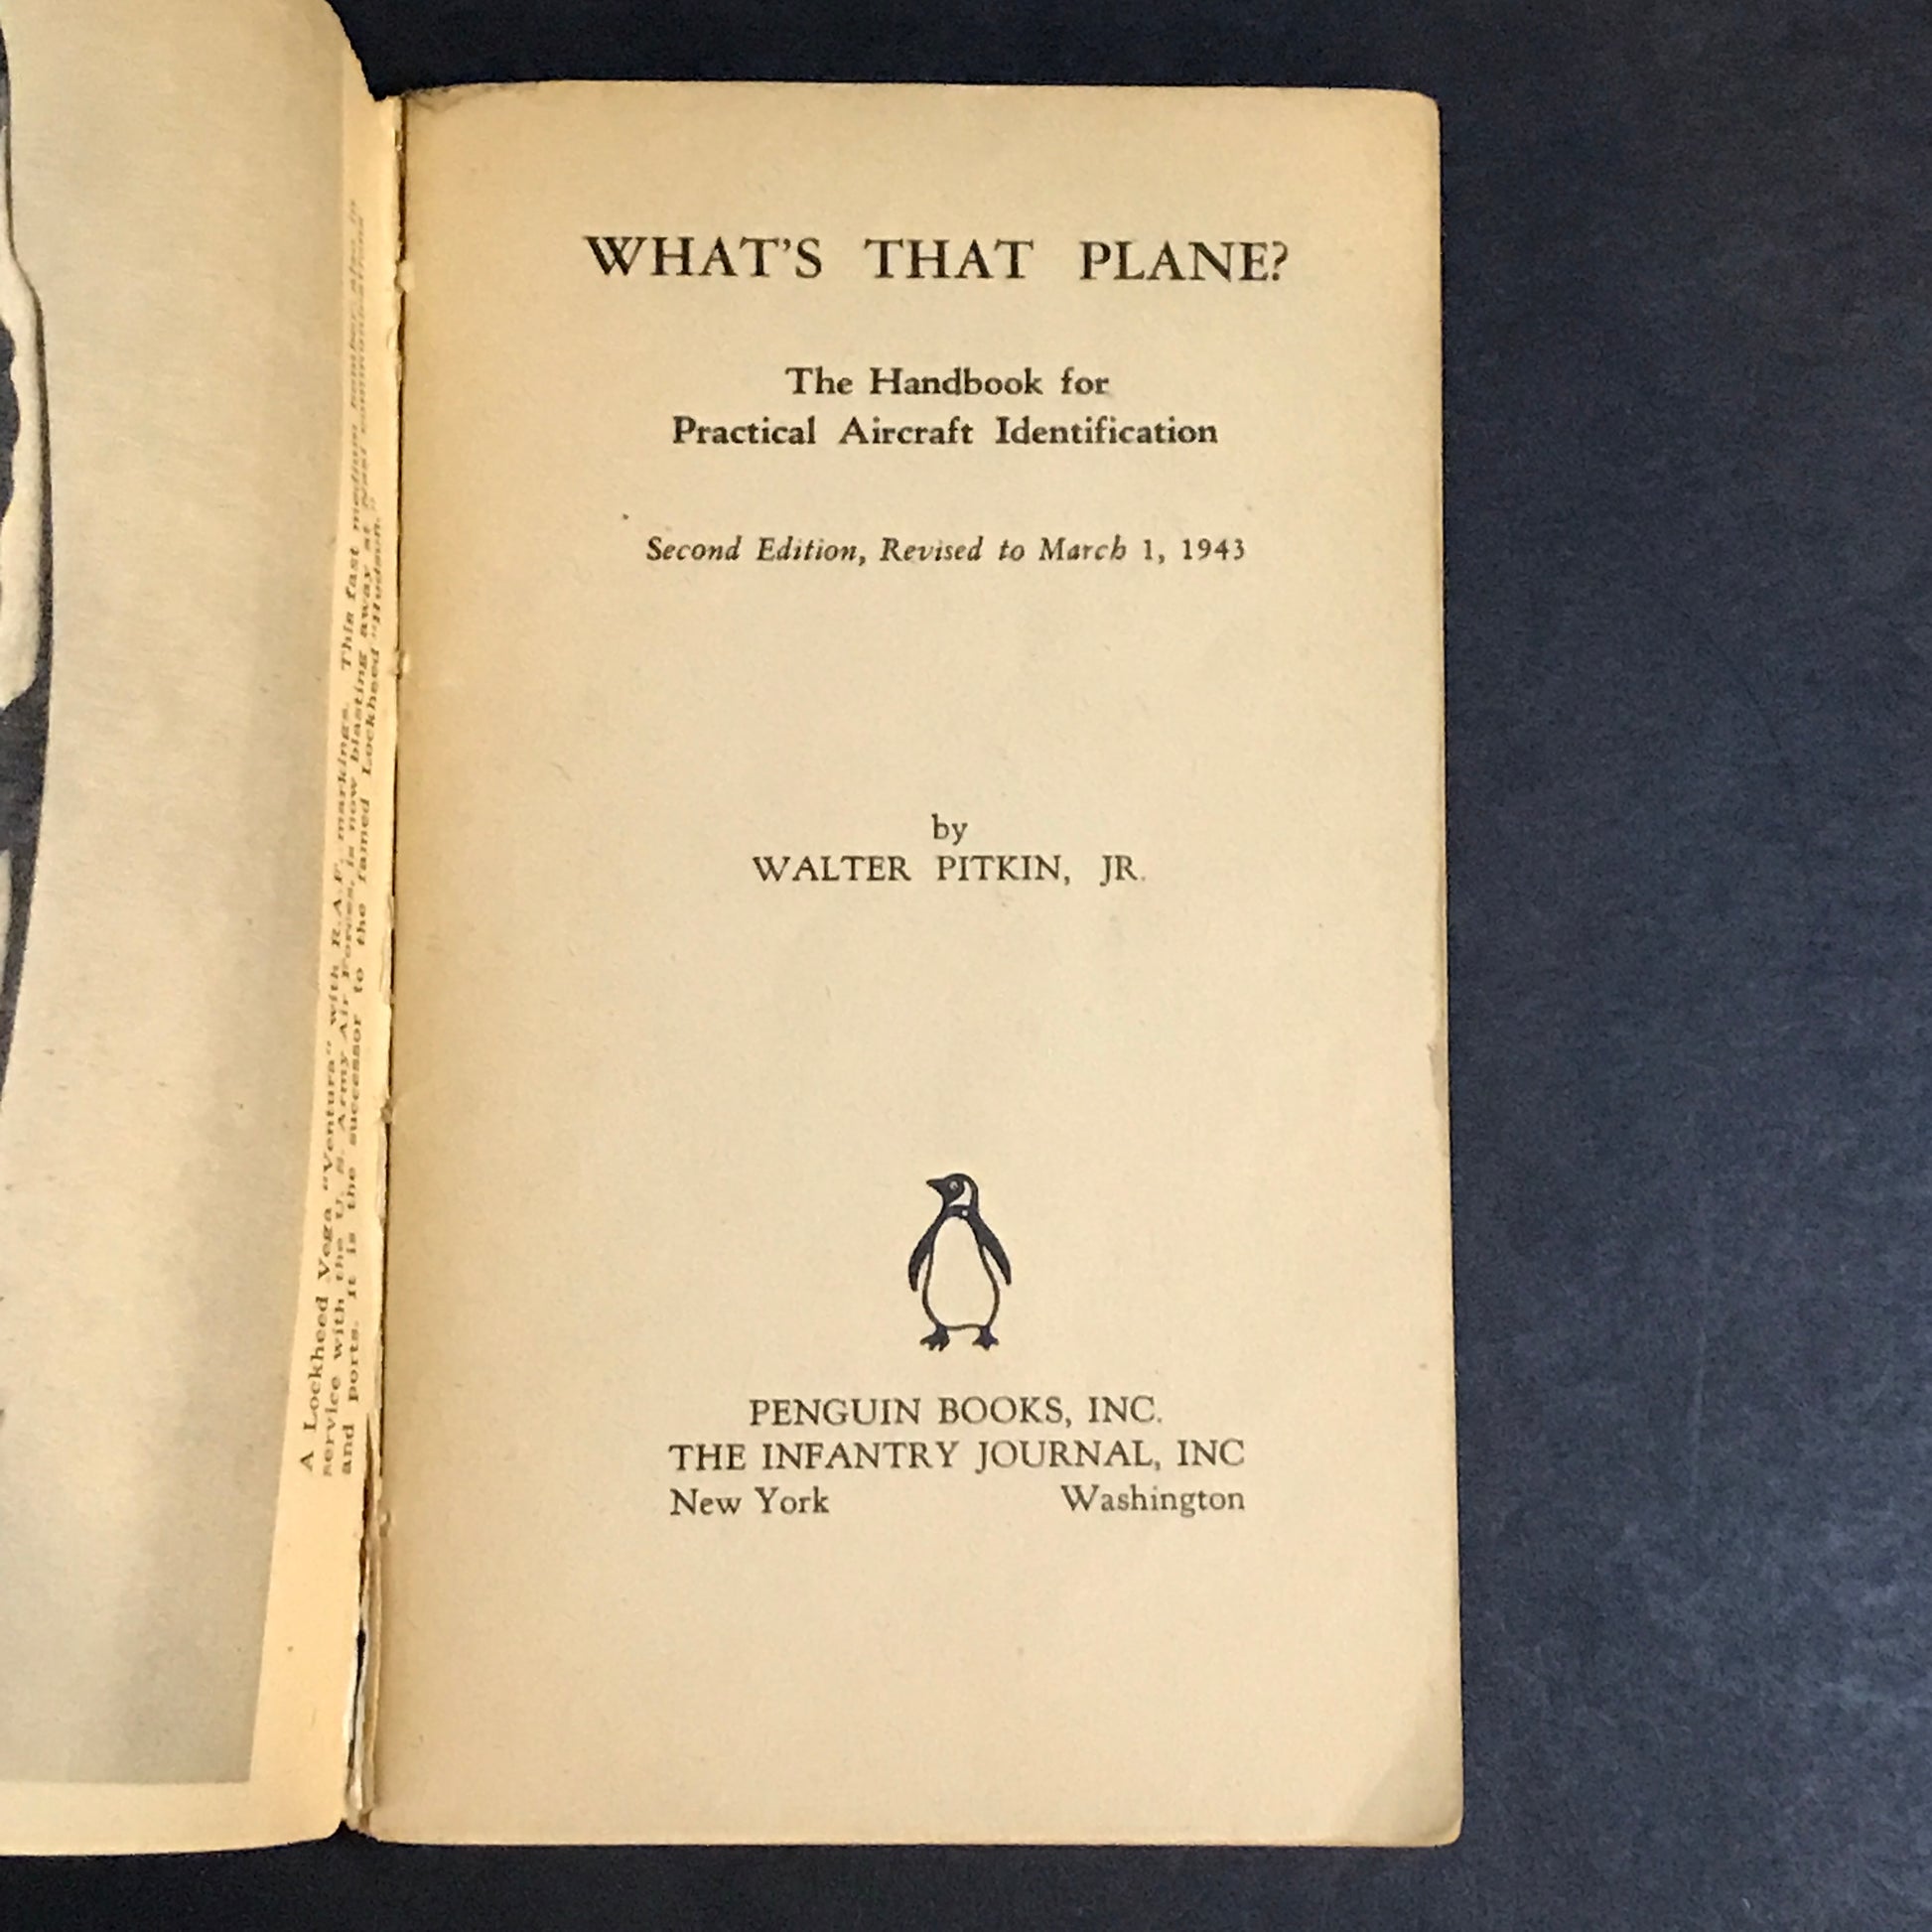 A Lockheed Vega "Ventura" with R.A.F. markings. This fast medium bomber, also in
service with the U. S. Army Air Forces, is now blasting away at Nazi communications
and ports. It is the successor to the famed Lockheed "Hudson."
WHAT'S THAT PLANE?
The Handbook for
Practical Aircraft Identification
Second Edition, Revised to March 1, 1943
by
WALTER PITKIN, JR.
PENGUIN BOOKS, INC.
THE INFANTRY JOURNAL, INC
New York Washington